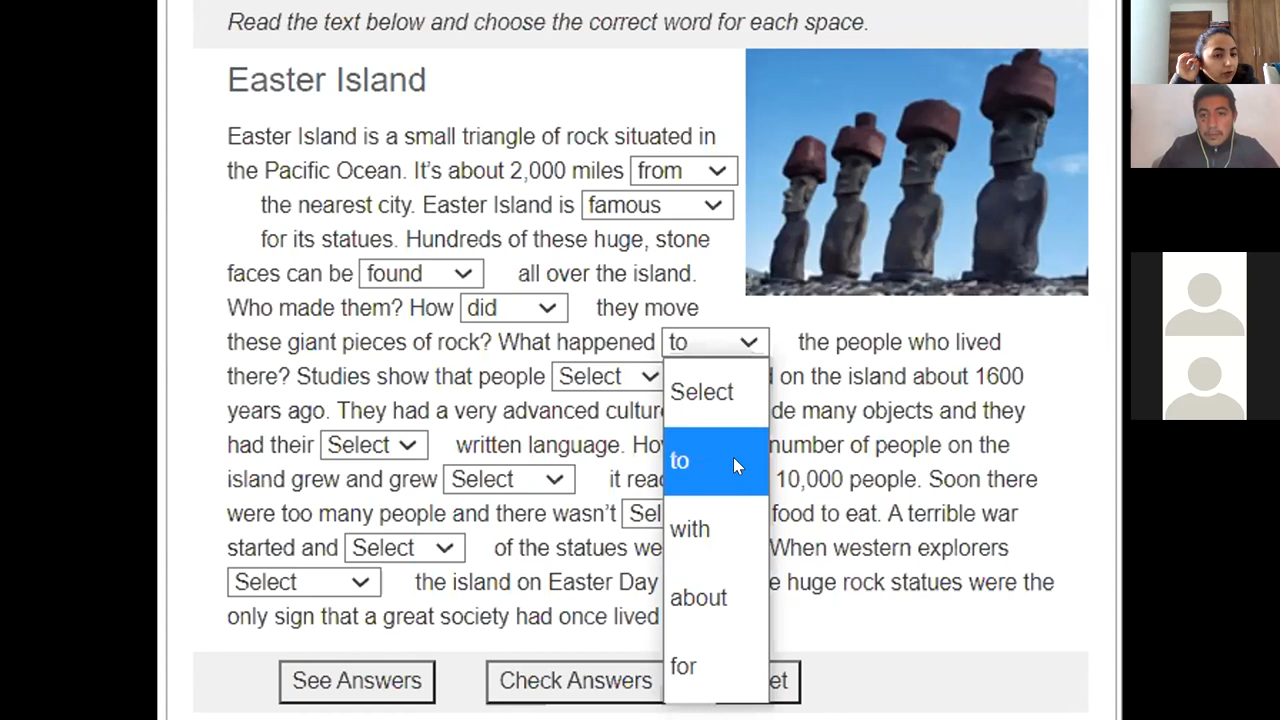 Read the text below and choose the correct word for each space.
Easter Island
Easter Island is a small triangle of rock situated in
the Pacific Ocean. It's about 2,000 miles from
the nearest city. Easter Island is famous
for its statues. Hundreds of these huge, stone
faces can be found all over the island.
Who made them? How did they move
these giant pieces of rock? What happened to the people who lived
there? Studies show that people Select on the island about 1600
years ago. They had a very advanced many objects and they
had their Select written language. number of people on the
island grew and grew Select it 10,000 people. Soon there
were too many people and there wasn't food to eat. A terrible war
started and Select of the statues When western explorers
Select the island on Easter Day huge rock statues were the
only sign that a great society had once lived
Select
to
with
about
for
See Answers Check Answers